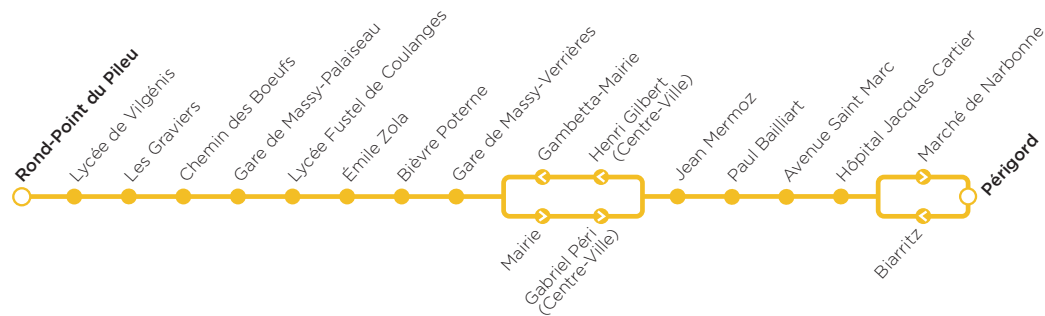 Rond-Point du Pileu
Lycée de Vilgénis
Les Graviers
Chemin des Boeufs
Gare de Massy-Palaiseau
Lycée Fustel de Coulanges
Émile Zola
Bièvre Poterne
Gare de Massy-Verrières
Gambetta-Mairie
Henri Gilbert
(Centre-Ville)
Mairie
Gabriel Péri
(Centre-Ville)
Jean Mermoz
Paul Bailliart
Avenue Saint Marc
Hôpital Jacques Cartier
Marché de Narbonne
Biarritz
Périgord